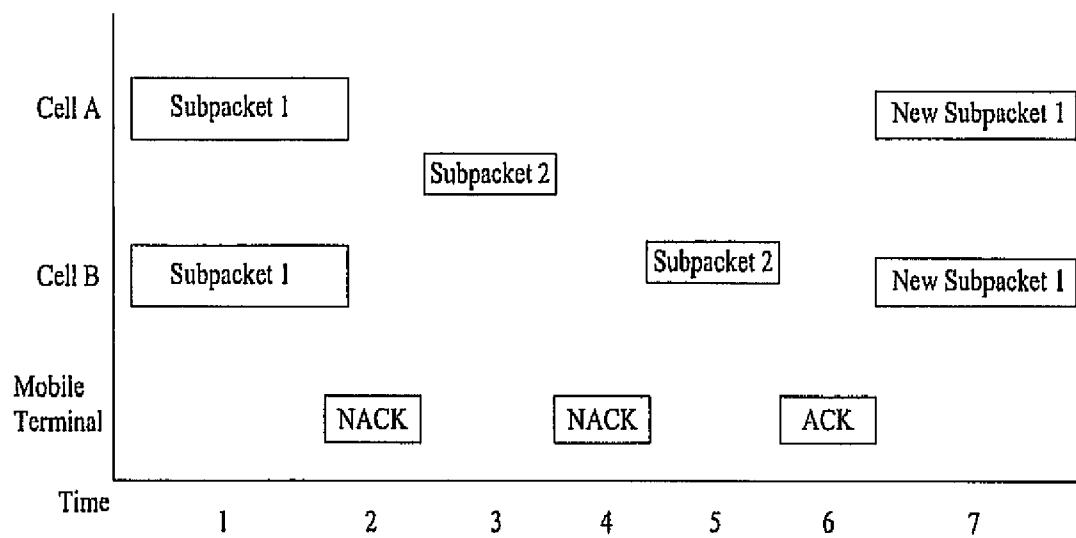 Cell A
Subpacket 1
New Subpacket 1
Subpacket 2
Cell B
Subpacket 1
Subpacket 2
New Subpacket 1
Mobile
Terminal
NACK
NACK
ACK
Time
1 2 3 4 5 6 7